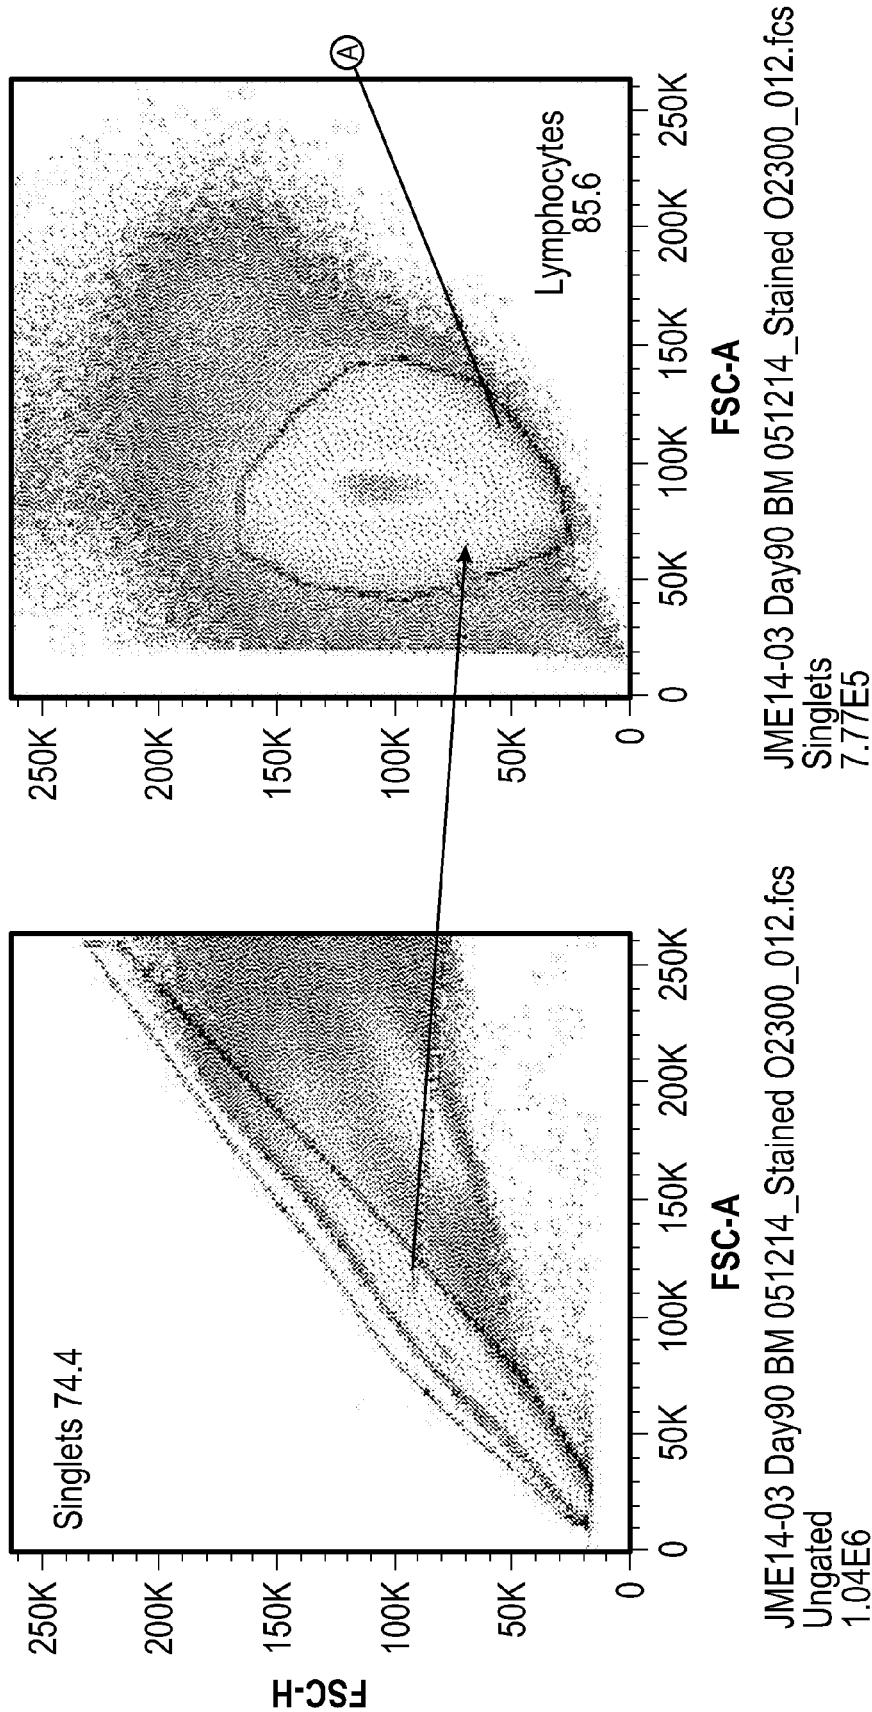 Singlets 74.4
FSC-H
250K
200K
150K
100K
50K
0
0
50K
100K
150K
200K
250K
FSC-A
JME14-03 Day90 BM 051214_Stained O2300_012.fcs
Ungated
1.04E6
A
Lymphocytes
85.6
250K
200K
150K
100K
50K
0
0
50K
100K
150K
200K
250K
FSC-A
JME14-03 Day90 BM 051214_Stained O2300_012.fcs
Singlets
7.77E5